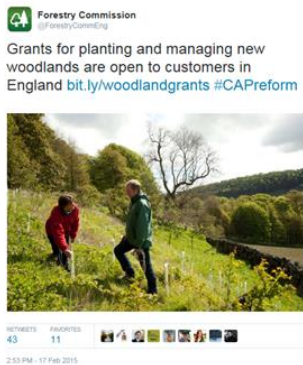 Forestry Commission
@ForestryCommEng
Grants for planting and managing new
woodlands are open to customers in
England bit.ly/woodlandgrants #CAPreform
RETWEETS
FAVORITES
43
11
2:53 PM - 17 Feb 2015